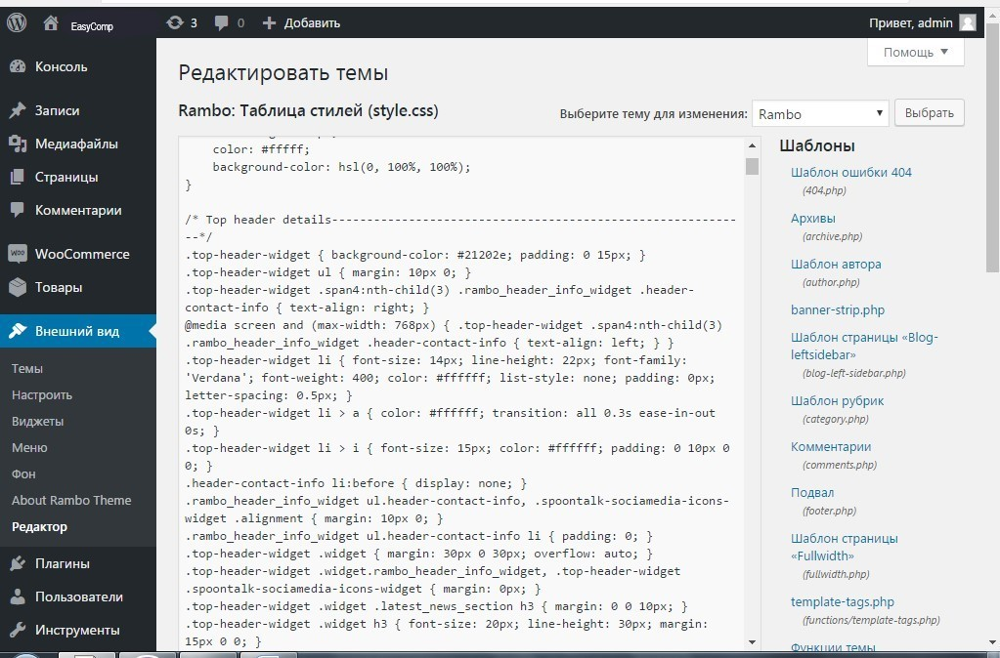 EasyComp
3
0
Добавить
Привет, admin
Помощь
Консоль
Записи
Медиафайлы
Страницы
Комментарии
WooCommerce
Товары
Внешний вид
Темы
Настроить
Виджеты
Меню
Фон
About Rambo Theme
Редактор
Плагины
Пользователи
Инструменты
Редактировать темы
Rambo: Таблица стилей (style.css)
Выберите тему для изменения:
Rambo
Выбрать
color: #fffff;
background-color: hsl(0, 100%, 100%);
}
/* Top header details----------------------------------------------------------
--*/
.top-header-widget { background-color: #21202e; padding: 0 15px; }
.top-header-widget ul { margin: 10px 0; }
.top-header-widget .span4:nth-child(3) .rambo_header_info_widget .header-
contact-info { text-align: right; }
@media screen and (max-width: 768px) { .top-header-widget .span4:nth-child(3)
.rambo_header_info_widget .header-contact-info { text-align: left; } }
.top-header-widget li { font-size: 14px; line-height: 22px; font-family:
'Verdana'; font-weight: 400; color: #ffffff; list-style: none; padding: 0px;
letter-spacing: 0.5px; }
.top-header-widget li > a { color: #ffffff; transition: all 0.3s ease-in-out
0s; }
.top-header-widget li > i { font-size: 15px; color: #ffffff; padding: 0 10px 0
0; }
.header-contact-info li:before { display: none; }
.rambo_header_info_widget ul.header-contact-info, .spoontalk-sociamedia-icons-
widget .alignment { margin: 10px 0; }
.rambo_header_info_widget ul.header-contact-info li { padding: 0; }
.top-header-widget .widget { margin: 30px 0 30px; overflow: auto; }
.top-header-widget .widget.rambo_header_info_widget, .top-header-widget
.spoontalk-sociamedia-icons-widget { margin: 0px; }
.top-header-widget .widget .latest_news_section h3 { margin: 0 0 10px; }
.top-header-widget .widget h3 { font-size: 20px; line-height: 30px; margin:
15px 0 0; }
Шаблоны
Шаблон ошибки 404
(404.php)
Архивы
(archive.php)
Шаблон автора
(author.php)
banner-strip.php
Шаблон страницы «Blog-
leftsidebar»
(blog-left-sidebar.php)
Шаблон рубрик
(category.php)
Комментарии
(comments.php)
Подвал
(footer.php)
Шаблон страницы
«Fullwidth»
(fullwidth.php)
template-tags.php
(functions/template-tags.php)
Функции темы